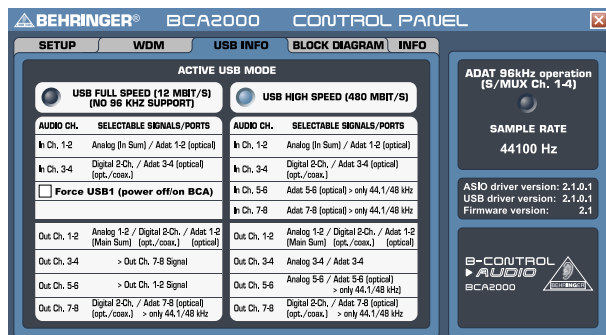 BEHRINGER® BCA2000 CONTROL PANEL
SETUP WDM USB INFO BLOCK DIAGRAM INFO
ACTIVE USB MODE
USB FULL SPEED (12 MBIT/S)
(NO 96 KHZ SUPPORT)
AUDIO CH. SELECTABLE SIGNALS/PORTS
In Ch. 1-2 Analog (In Sum) / Adat 1-2 (optical)
In Ch. 3-4 Digital 2-Ch. / Adat 3-4 (optical)
(opt./coax.)
Force USB1 (power off/on BCA)
Out Ch. 1-2 Analog 1-2 / Digital 2-Ch. / Adat 1-2
(Main Sum) (opt./coax.) (optical)
Out Ch. 3-4 > Out Ch. 7-8 Signal
Out Ch. 5-6 > Out Ch. 1-2 Signal
Out Ch. 7-8 Digital 2-Ch. / Adat 7-8 (optical)
(opt./coax.) > only 44.1/48 kHz
USB HIGH SPEED (480 MBIT/S)
AUDIO CH. SELECTABLE SIGNALS/PORTS
In Ch. 1-2 Analog (In Sum) / Adat 1-2 (optical)
In Ch. 3-4 Digital 2-Ch. / Adat 3-4 (optical)
(opt./coax.)
In Ch. 5-6 Adat 5-6 (optical) > only 44.1/48 kHz
In Ch. 7-8 Adat 7-8 (optical) > only 44.1/48 kHz
Out Ch. 1-2 Analog 1-2 / Digital 2-Ch. / Adat 1-2
(Main Sum) (opt./coax.) (optical)
Out Ch. 3-4 Analog 3-4 / Adat 3-4
Out Ch. 5-6 Analog 5-6 / Adat 5-6 (optical)
> only 44.1/48 kHz
Out Ch. 7-8 Digital 2-Ch. / Adat 7-8 (optical)
(opt./coax.) > only 44.1/48 kHz
ADAT 96kHz operation
(S/MUX Ch. 1-4)
SAMPLE RATE
44100 Hz
ASIO driver version: 2.1.0.1
USB driver version: 2.1.0.1
Firmware version: 2.1
B-CONTROL
AUDIO
BCA2000
BEHRINGER